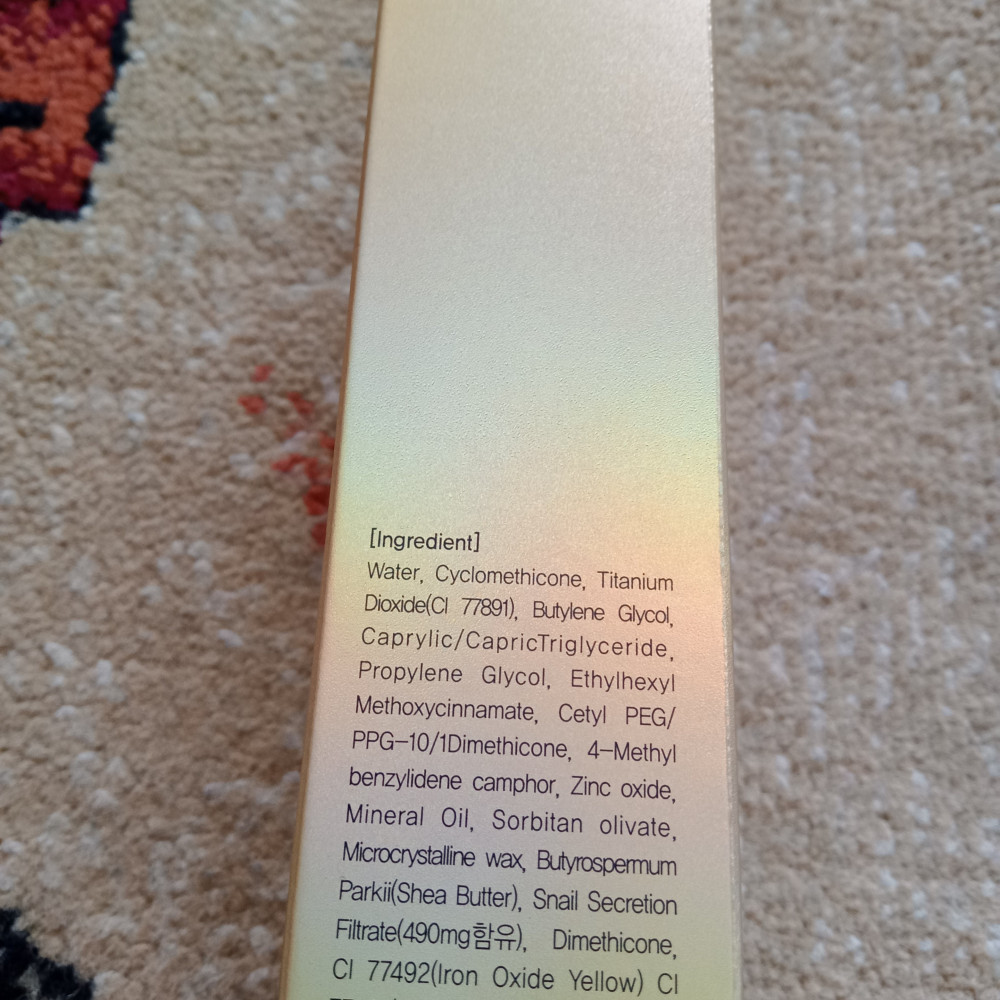 [Ingredient]
Water, Cyclomethicone, Titanium
Dioxide(CI 77891), Butylene Glycol,
Caprylic/CapricTriglyceride,
Propylene Glycol, Ethylhexyl
Methoxycinnamate, Cetyl PEG/
PPG-10/1Dimethicone, 4-Methyl
benzylidene camphor, Zinc oxide,
Mineral Oil, Sorbitan olivate,
Microcrystalline wax, Butyrospermum
Parkii(Shea Butter), Snail Secretion
Filtrate(490mg함유), Dimethicone,
CI 77492(Iron Oxide Yellow) CI